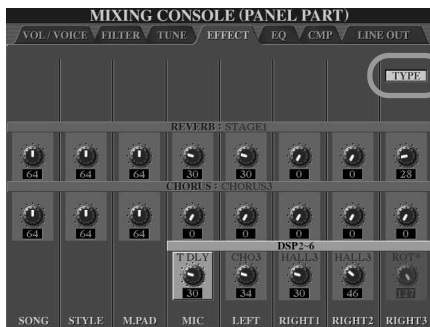 MIXING CONSOLE (PANEL PART)
VOL / VOICE FILTER TUNE EFFECT EQ CMP LINE OUT
TYPE
REVERB : STAGE1
64 64 64 30 30 0 0 28
CHORUS : CHORUS3
64 64 64 0 0 0 0 0
DSP2~6
T DLY CHO3 HALL3 HALL3 ROT*
30 34 30 46 127
SONG STYLE M.PAD MIC LEFT RIGHT1 RIGHT2 RIGHT3